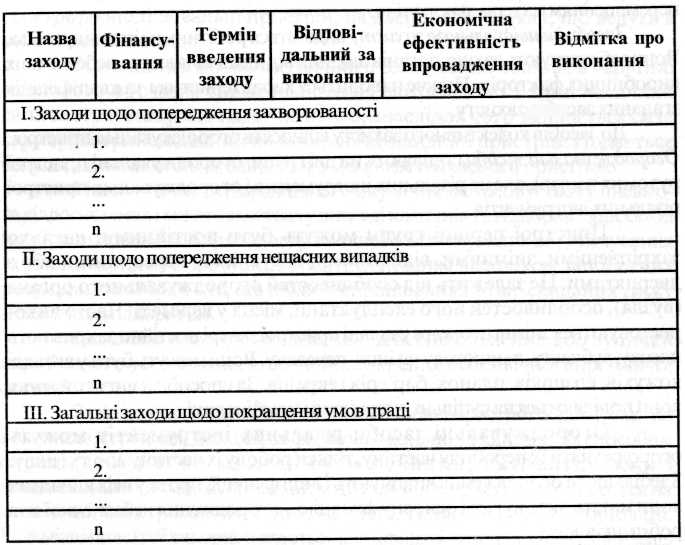 Назва заходу
Фінансу-вання
Термін введення заходу
Відпові-дальний за виконання
Економічна ефективність впровадження заходу
Відмітка про виконання
І. Заходи щодо попередження захворюваності
1.
2.
...
n
ІІ. Заходи щодо попередження нещасних випадків
1.
2.
...
n
ІІІ. Загальні заходи щодо покращення умов праці
1.
2.
...
n